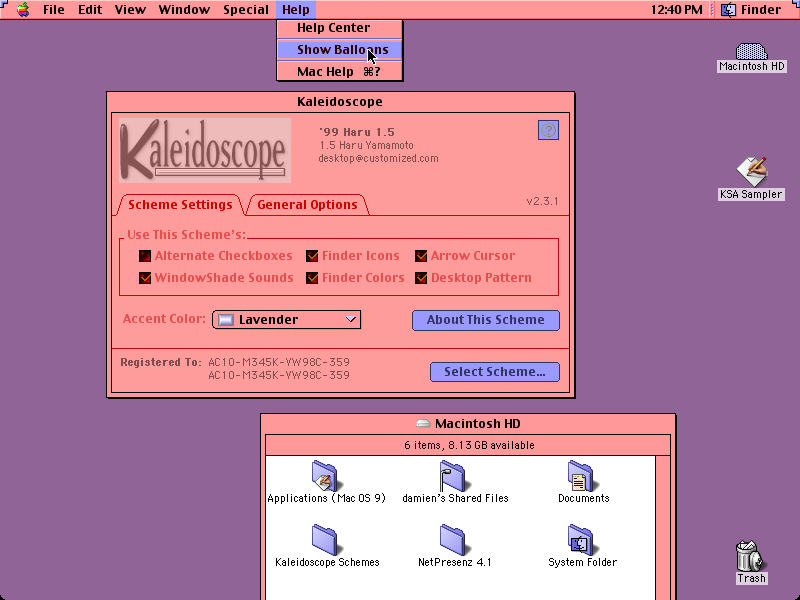 File Edit View Window Special Help 12:40 PM Finder
Help Center
Show Balloons
Mac Help ⌘?
Macintosh HD
KSA Sampler
Kaleidoscope
Kaleidoscope
'99 Haru 1.5
1.5 Haru Yamamoto
desktop@customized.com
?
Scheme Settings General Options v2.3.1
Use This Scheme's:
Alternate Checkboxes Finder Icons Arrow Cursor
WindowShade Sounds Finder Colors Desktop Pattern
Accent Color: Lavender About This Scheme
Registered To: AC10-M345K-YW98C-359
AC10-M345K-YW98C-359
Select Scheme...
Macintosh HD
6 items, 8.13 GB available
Applications (Mac OS 9) damien's Shared Files Documents
Kaleidoscope Schemes NetPresenz 4.1 System Folder
Trash